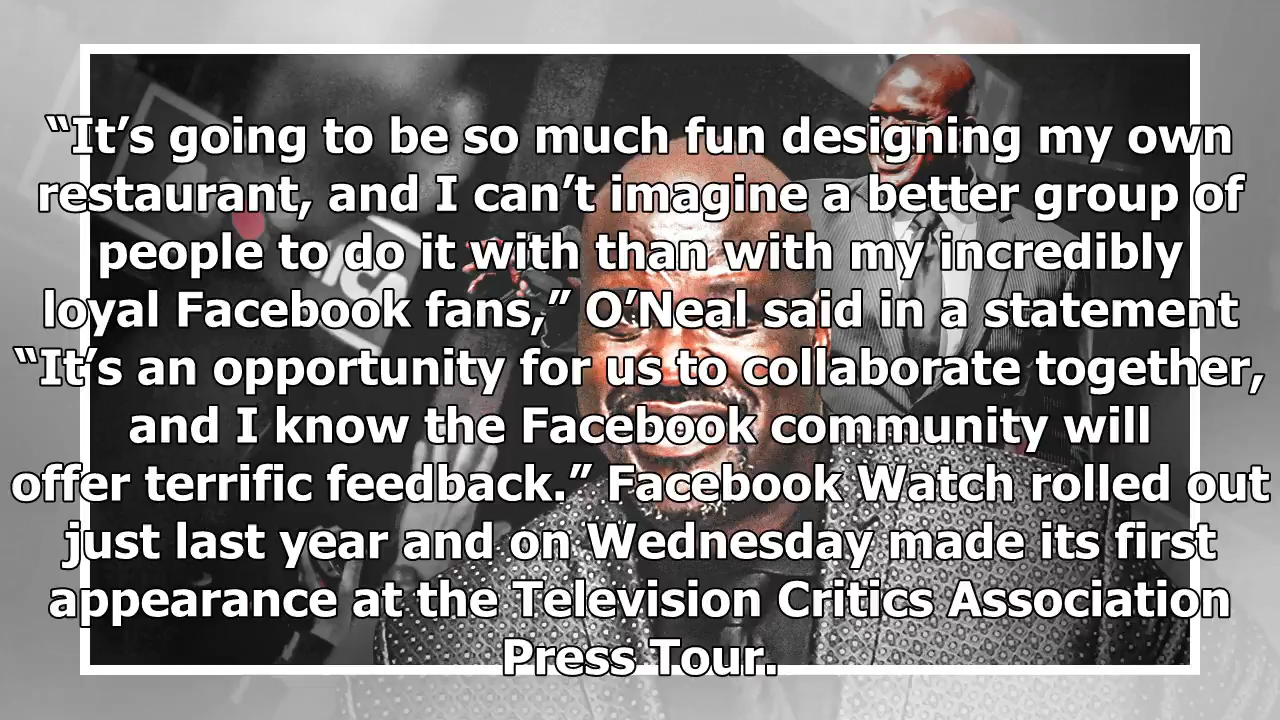 “It’s going to be so much fun designing my own
restaurant, and I can’t imagine a better group of
people to do it with than with my incredibly
loyal Facebook fans,” O’Neal said in a statement
“It’s an opportunity for us to collaborate together,
and I know the Facebook community will
offer terrific feedback.” Facebook Watch rolled out
just last year and on Wednesday made its first
appearance at the Television Critics Association
Press Tour.